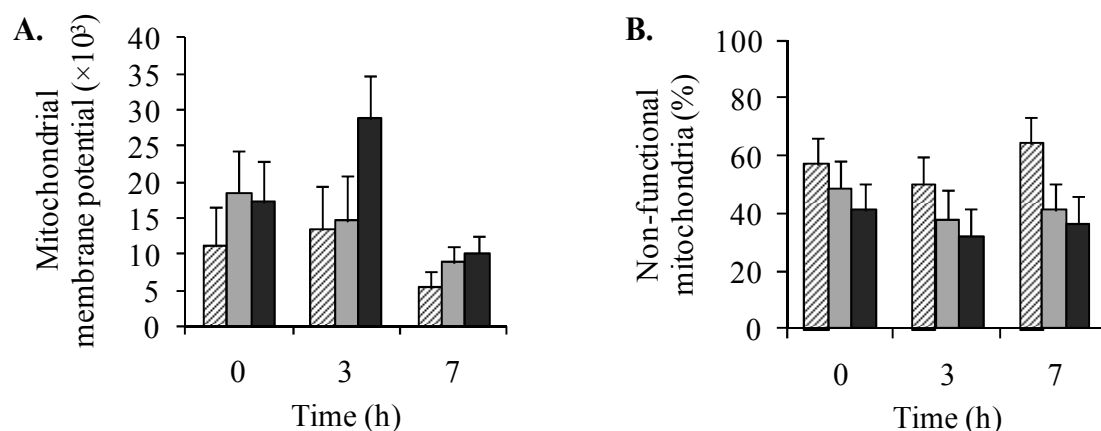 A.
Mitochondrial
membrane potential (×10³)
40
35
30
25
20
15
10
5
0
0 3 7
Time (h)
B.
Non-functional
mitochondria (%)
100
80
60
40
20
0
0 3 7
Time (h)